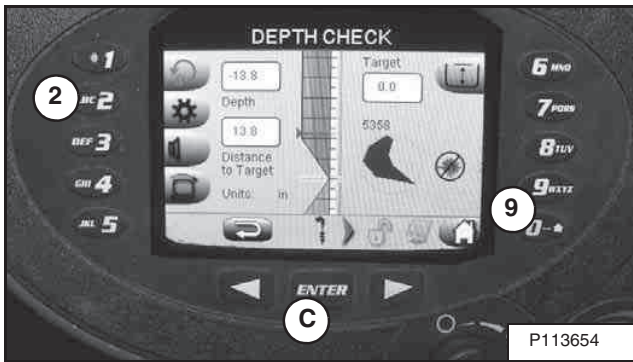 DEPTH CHECK
1
2
ABC 2
DEF 3
GHI 4
JKL 5
-13.8
Depth
13.8
Distance
to Target
Units: in
Target
0.0
5358
6 MNO
7 PQRS
8 TUV
9 WXYZ
9
0
ENTER
C
P113654